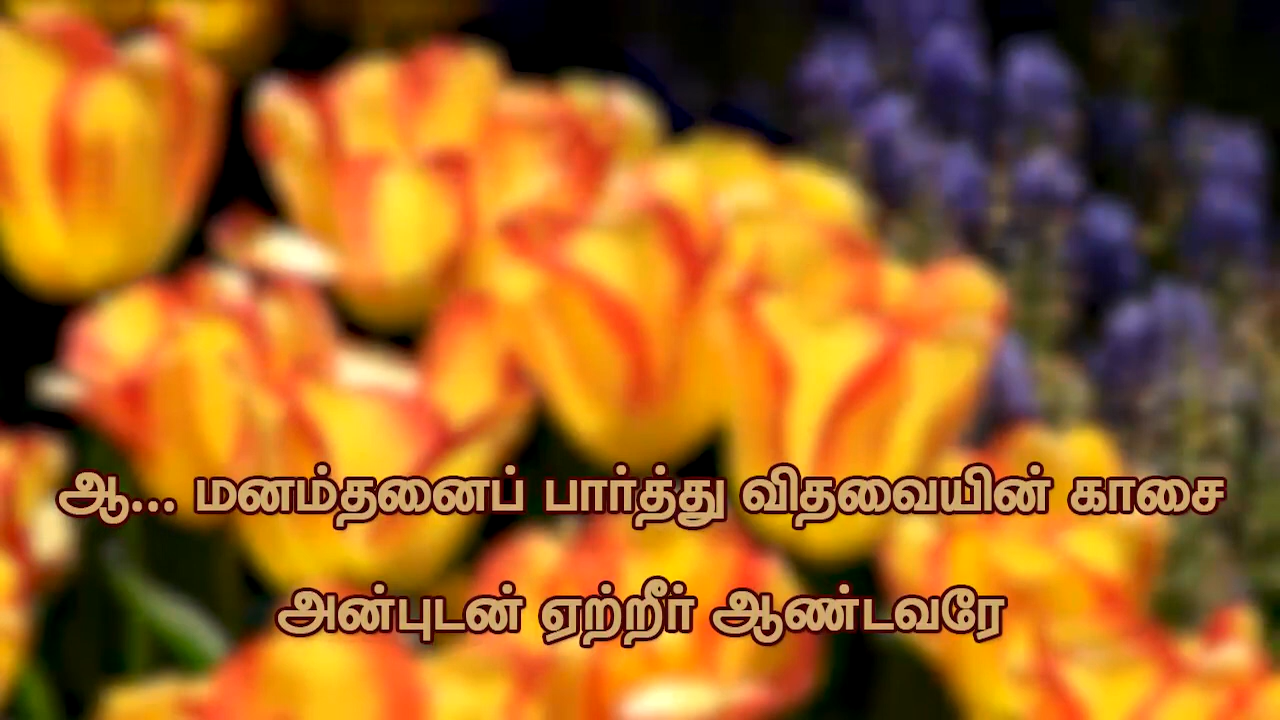 ஆ... மனம்தனைப் பார்த்து விதவையின் காசை
அன்புடன் ஏற்றீர் ஆண்டவரே